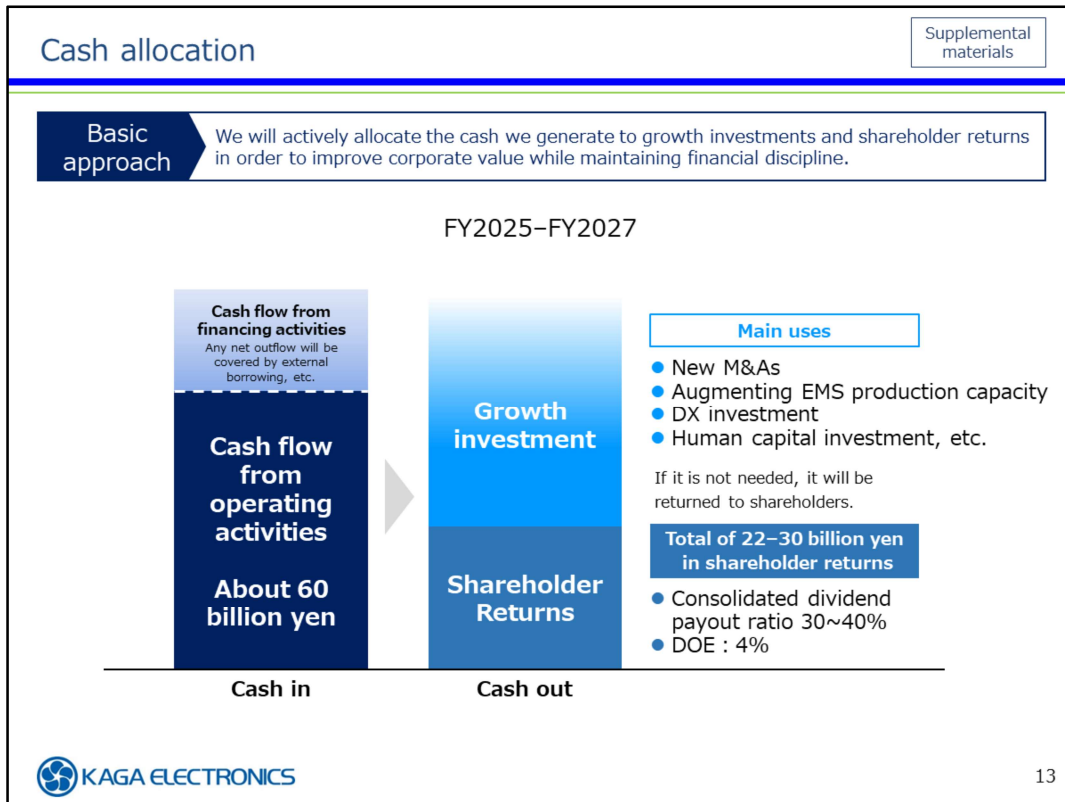 Cash allocation
Supplemental
materials
Basic
approach
We will actively allocate the cash we generate to growth investments and shareholder returns
in order to improve corporate value while maintaining financial discipline.
FY2025–FY2027
Cash flow from
financing activities
Any net outflow will be
covered by external
borrowing, etc.
Cash flow
from
operating
activities
About 60
billion yen
Cash in
Growth
investment
Shareholder
Returns
Cash out
Main uses
● New M&As
● Augmenting EMS production capacity
● DX investment
● Human capital investment, etc.
If it is not needed, it will be
returned to shareholders.
Total of 22–30 billion yen
in shareholder returns
● Consolidated dividend
payout ratio 30~40%
● DOE : 4%
KAGA ELECTRONICS
13